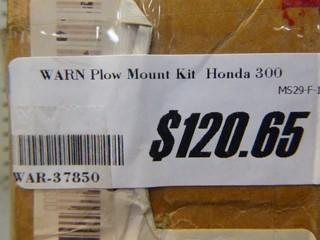 WARN Plow Mount Kit Honda 300
MS29-F-1
$120.65
WAR-37850